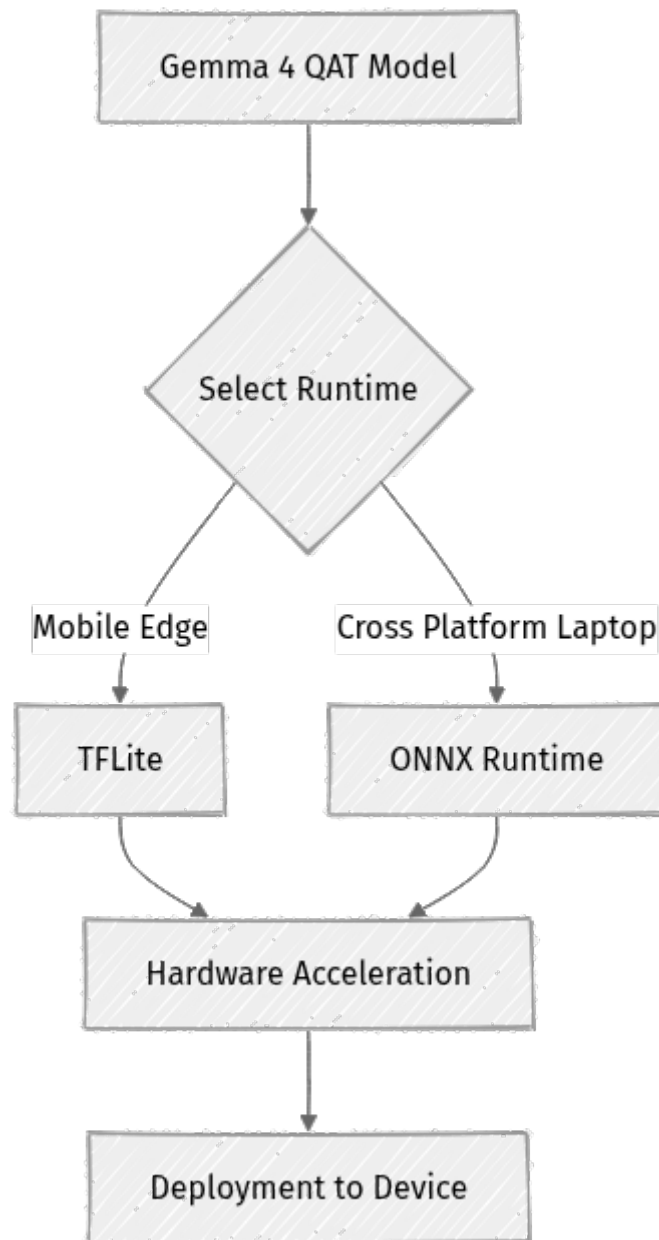 Gemma 4 QAT Model
Select Runtime
Mobile Edge
Cross Platform Laptop
TFLite
ONNX Runtime
Hardware Acceleration
Deployment to Device